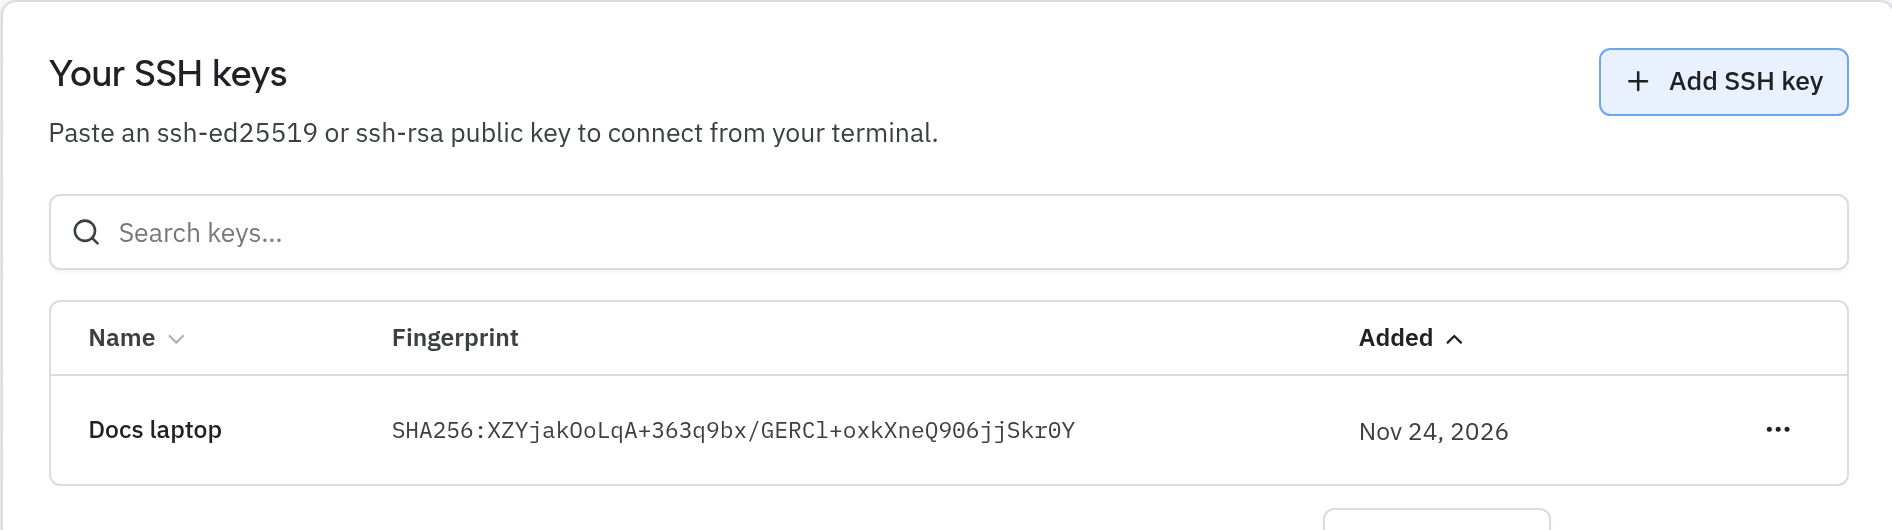 Your SSH keys
Add SSH key
Paste an ssh-ed25519 or ssh-rsa public key to connect from your terminal.
Search keys...
Name Fingerprint Added
Docs laptop SHA256:XZYjakOoLqA+363q9bx/GERCl+oxkXneQ906jjSkr0Y Nov 24, 2026